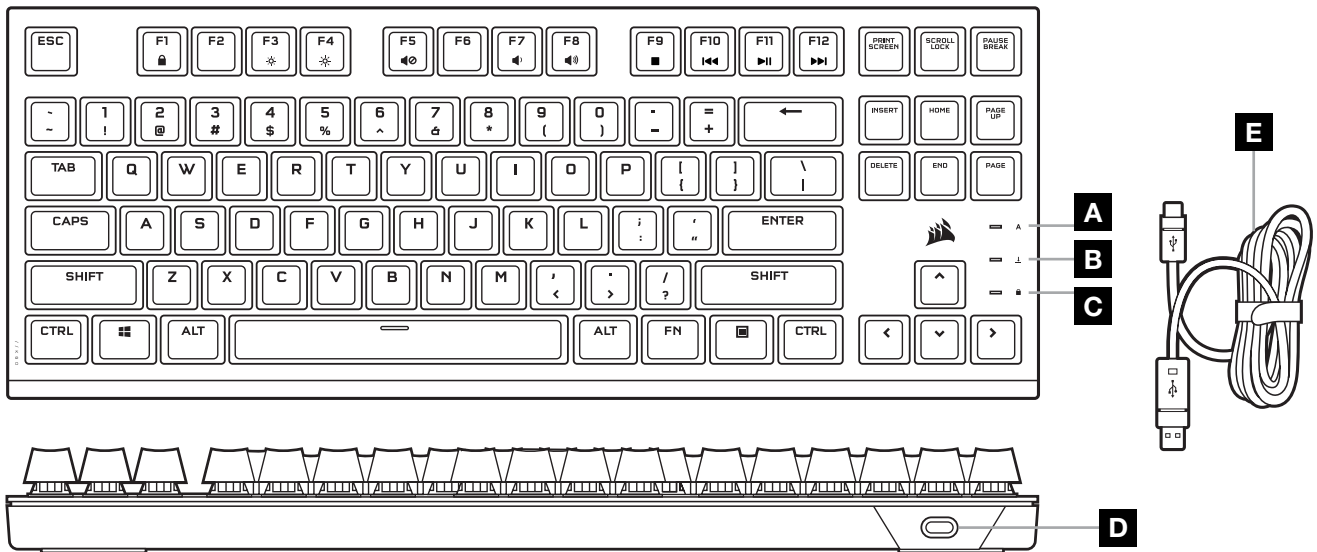 ESC F1 F2 F3 F4 F5 F6 F7 F8 F9 F10 F11 F12 PRINT SCREEN SCROLL LOCK PAUSE BREAK
1 2 3 4 5 6 7 8 9 0 - =
~ ! @ # $ % ^ & * ( ) _ + INSERT HOME PAGE UP
TAB Q W E R T Y U I O P [ { ] } \ | DELETE END PAGE
E
CAPS A S D F G H J K L ; : ' " ENTER
A A
B
SHIFT Z X C V B N M , < . > / ? SHIFT ^
C
CTRL ALT ALT FN CTRL < >
D